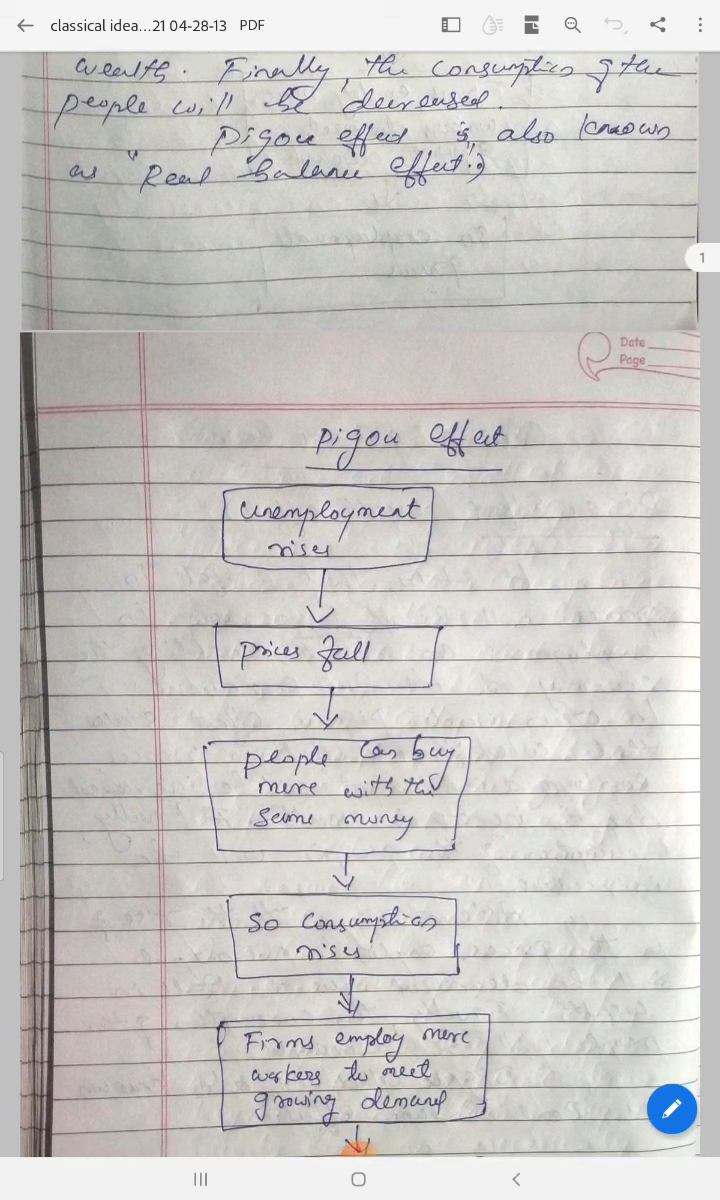 classical idea...21 04-28-13 PDF
wealth. Finally, the consumption of the
people will be decreased.
Pigou effect is also known
as "Real balance effect."
1
Date
Page
Pigou effect
Unemployment
rises
Prices fall
people can buy
more with the
same money
So consumption
rises
Firms employ more
workers to meet
growing demand